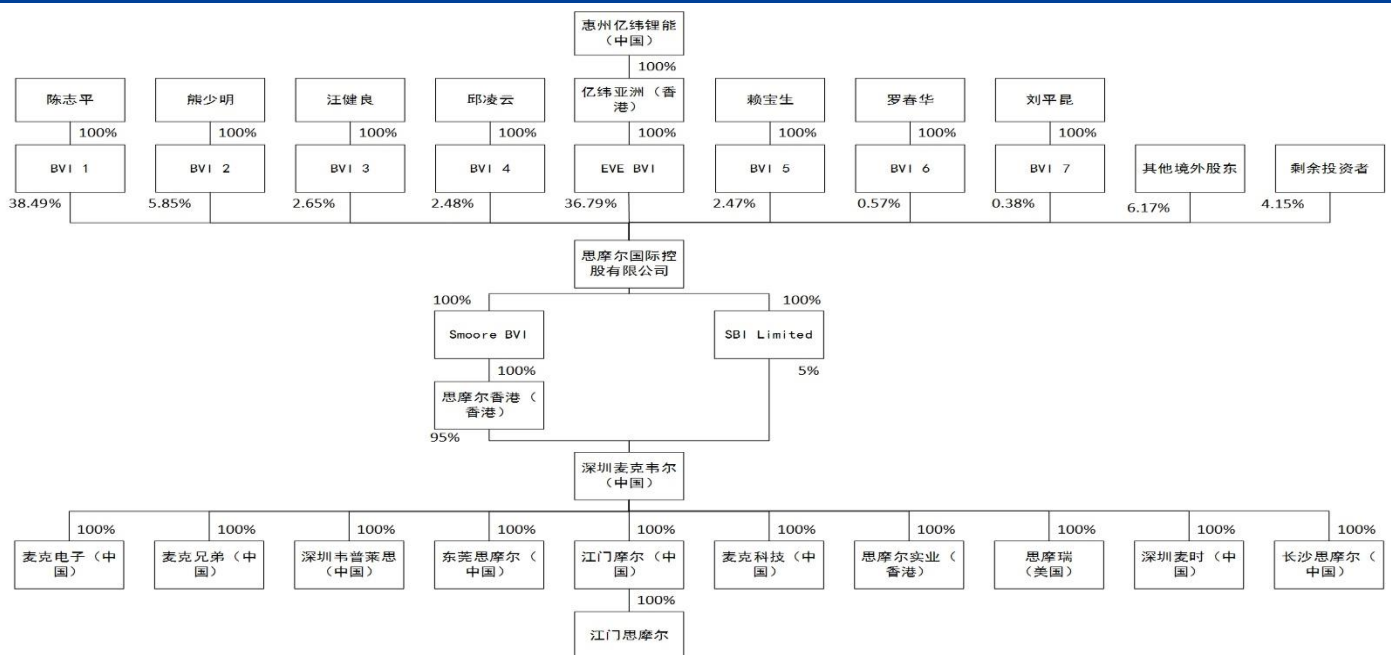 惠州亿纬锂能
（中国）
100%
陈志平
熊少明
汪健良
邱凌云
亿纬亚洲（香
港）
赖宝生
罗春华
刘平昆
100%
100%
100%
100%
100%
100%
100%
100%
BVI 1
BVI 2
BVI 3
BVI 4
EVE BVI
BVI 5
BVI 6
BVI 7
其他境外股东
剩余投资者
38.49%
5.85%
2.65%
2.48%
36.79%
2.47%
0.57%
0.38%
6.17%
4.15%
思摩尔国际控
股有限公司
100%
100%
Smoore BVI
SBI Limited
100%
5%
思摩尔香港（
香港）
95%
深圳麦克韦尔
（中国）
100%
100%
100%
100%
100%
100%
100%
100%
100%
100%
麦克电子（中
国）
麦克兄弟（中
国）
深圳韦普莱思
（中国）
东莞思摩尔（
中国）
江门摩尔（中
国）
麦克科技（中
国）
思摩尔实业（
香港）
思摩瑞
（美国）
深圳麦时（中
国）
长沙思摩尔（
中国）
100%
江门思摩尔